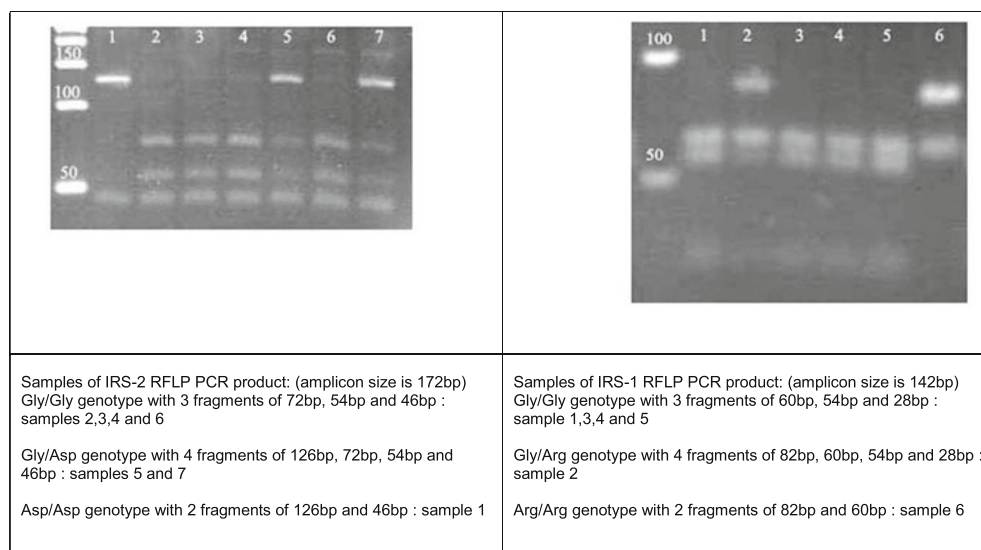 1 2 3 4 5 6 7
150
100
50
1 2 3 4 5 6
100
50
Samples of IRS-2 RFLP PCR product: (amplicon size is 172bp)
Gly/Gly genotype with 3 fragments of 72bp, 54bp and 46bp :
samples 2,3,4 and 6
Gly/Asp genotype with 4 fragments of 126bp, 72bp, 54bp and
46bp : samples 5 and 7
Asp/Asp genotype with 2 fragments of 126bp and 46bp : sample 1
Samples of IRS-1 RFLP PCR product: (amplicon size is 142bp)
Gly/Gly genotype with 3 fragments of 60bp, 54bp and 28bp :
sample 1,3,4 and 5
Gly/Arg genotype with 4 fragments of 82bp, 60bp, 54bp and 28bp :
sample 2
Arg/Arg genotype with 2 fragments of 82bp and 60bp : sample 6